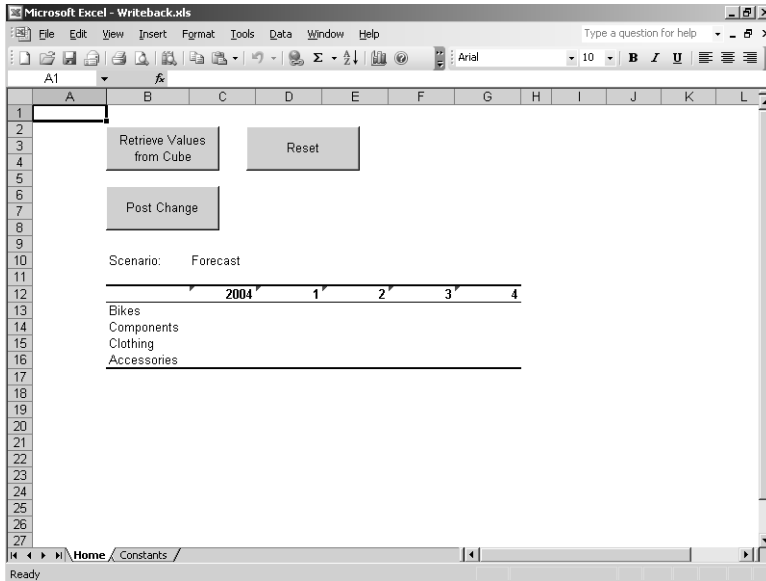 Microsoft Excel - Writeback.xls
File Edit View Insert Format Tools Data Window Help Type a question for help
Arial 10 B I U
A1 fx
A B C D E F G H I J K L
1
2
Retrieve Values
from Cube
Reset
3
4
5
6
Post Change
7
8
9
10 Scenario: Forecast
11
12 2004 1 2 3 4
13 Bikes
14 Components
15 Clothing
16 Accessories
17
18
19
20
21
22
23
24
25
26
27
Home Constants
Ready